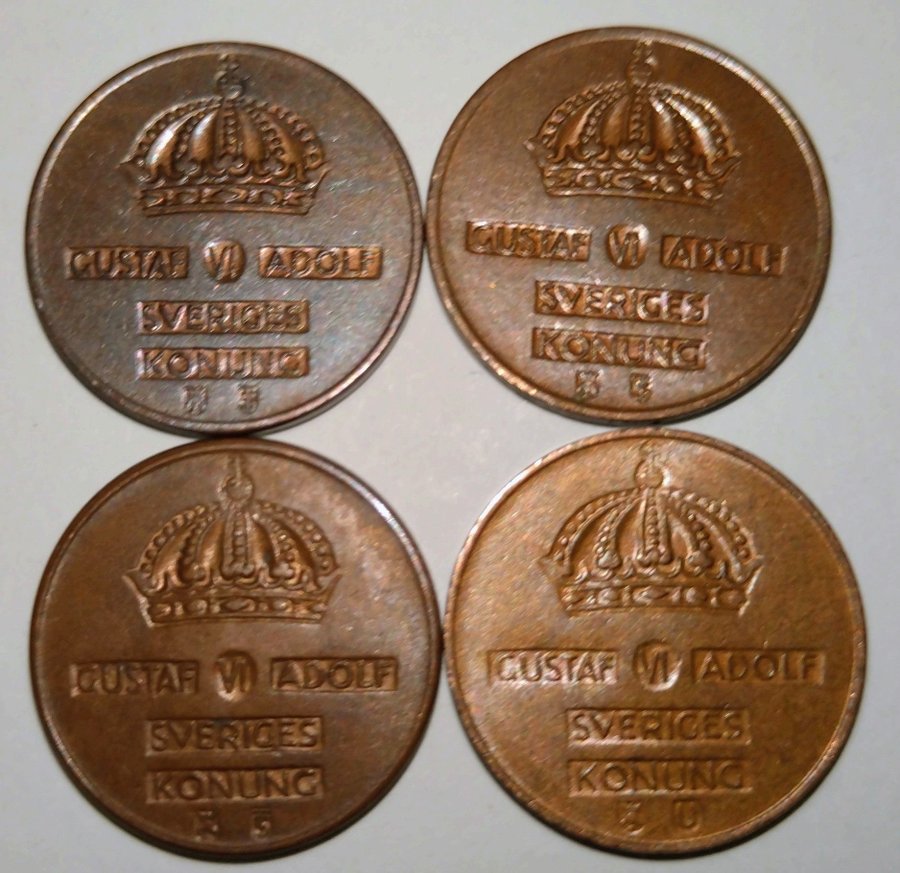 GUSTAF VI ADOLF
SVERIGES
KONUNG
GUSTAF VI ADOLF
SVERIGES
KONUNG
GUSTAF VI ADOLF
SVERIGES
KONUNG
GUSTAF VI ADOLF
SVERIGES
KONUNG
U